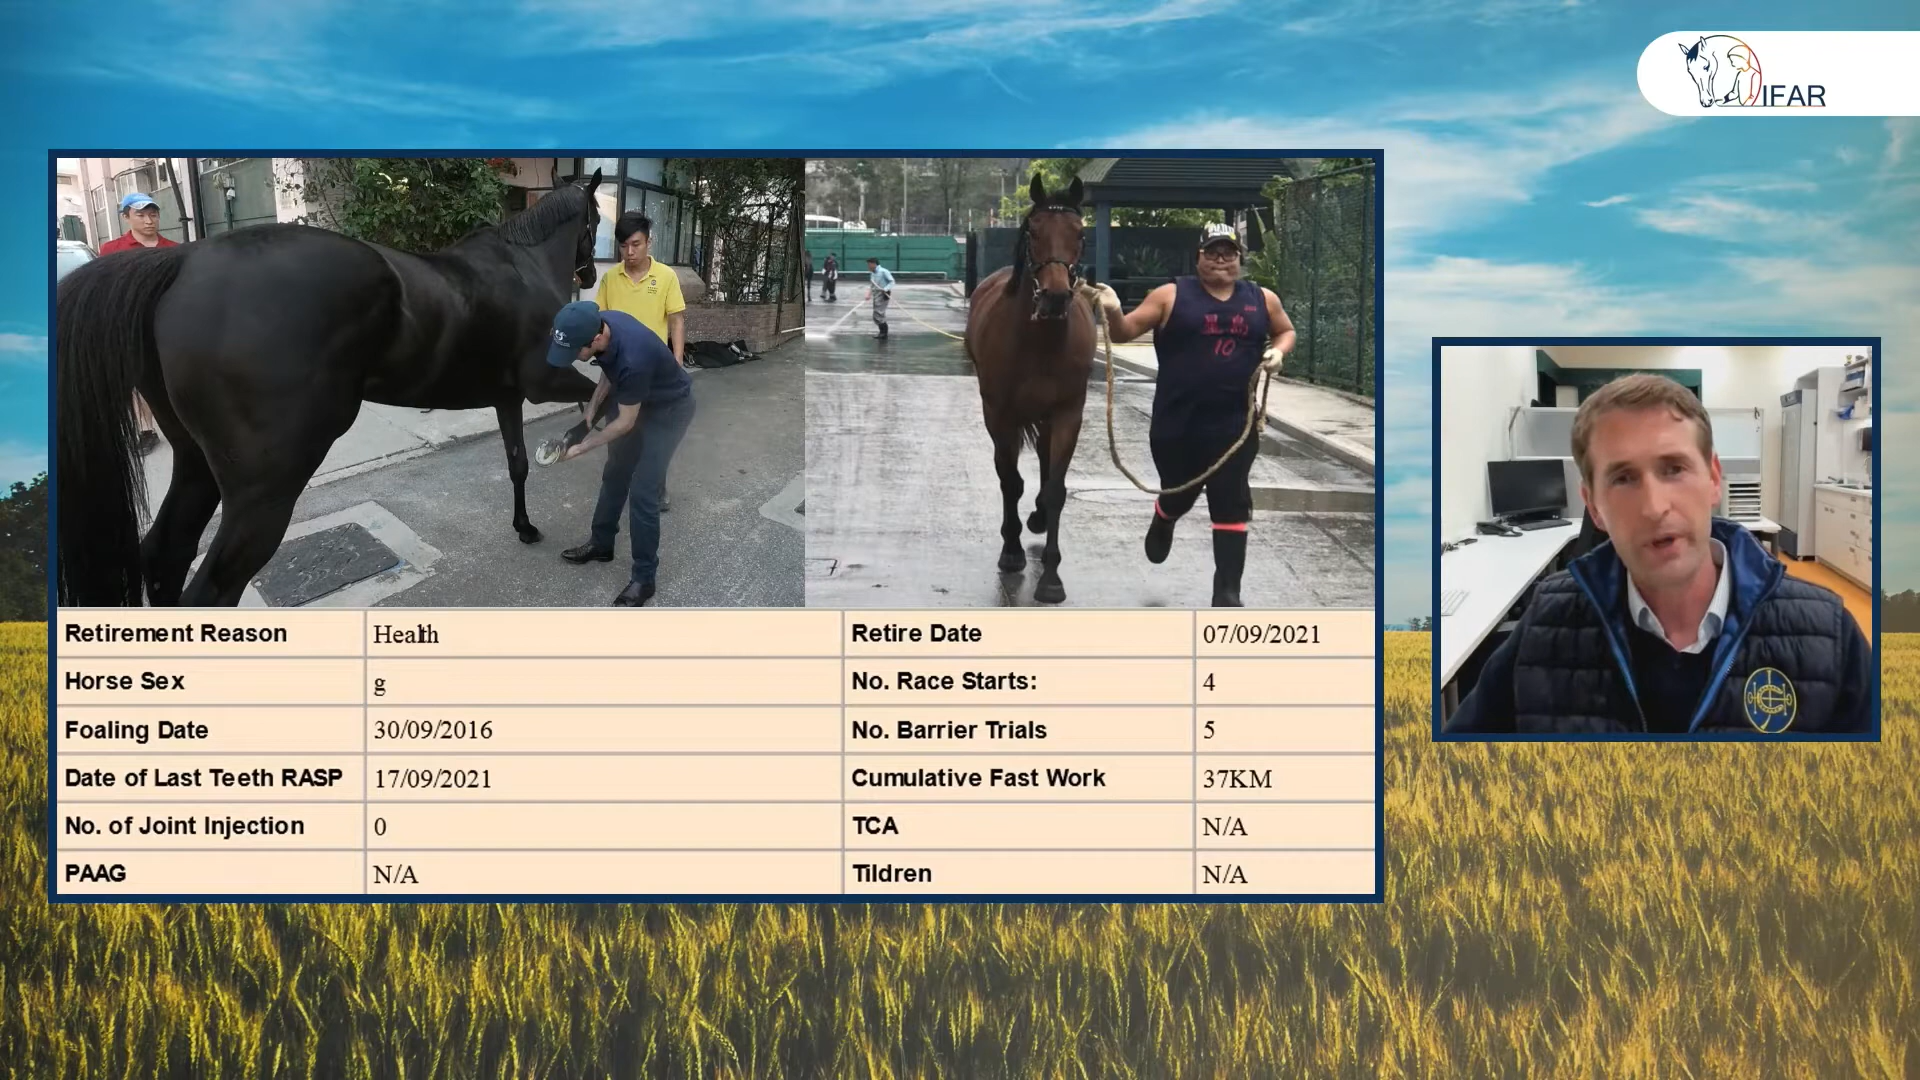 IFAR
10
Retirement Reason Health Retire Date 07/09/2021
Horse Sex g No. Race Starts: 4
Foaling Date 30/09/2016 No. Barrier Trials 5
Date of Last Teeth RASP 17/09/2021 Cumulative Fast Work 37KM
No. of Joint Injection 0 TCA N/A
PAAG N/A Tildren N/A